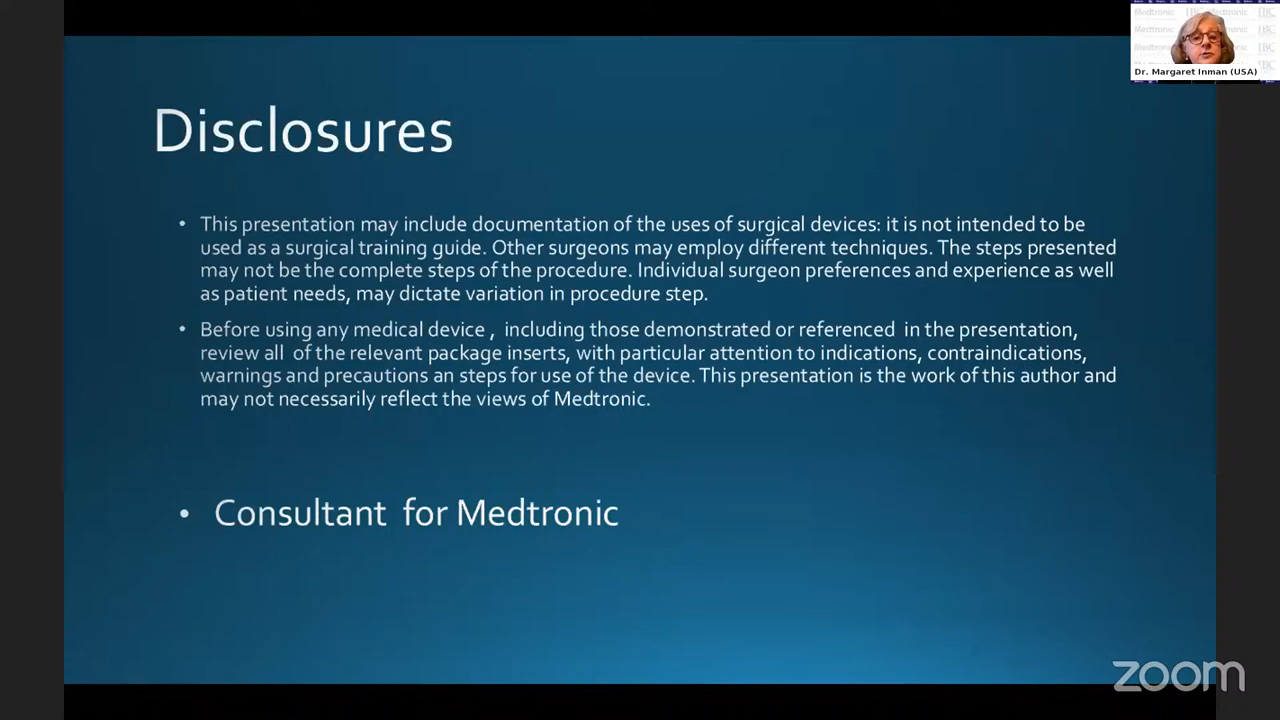 Disclosures
• This presentation may include documentation of the uses of surgical devices: it is not intended to be
used as a surgical training guide. Other surgeons may employ different techniques. The steps presented
may not be the complete steps of the procedure. Individual surgeon preferences and experience as well
as patient needs, may dictate variation in procedure step.
• Before using any medical device , including those demonstrated or referenced in the presentation,
review all of the relevant package inserts, with particular attention to indications, contraindications,
warnings and precautions an steps for use of the device. This presentation is the work of this author and
may not necessarily reflect the views of Medtronic.
• Consultant for Medtronic
Medtronic
Dr. Margaret Inman (USA)
zoom